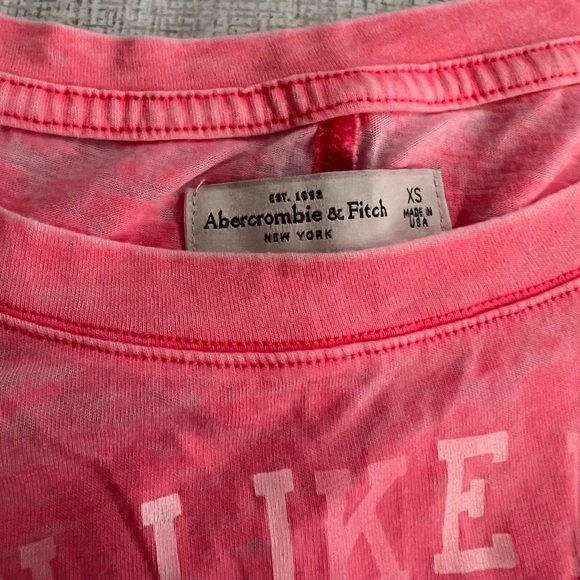 EST. 1892
Abercrombie & Fitch
NEW YORK
XS
MADE IN
USA
I LIKE